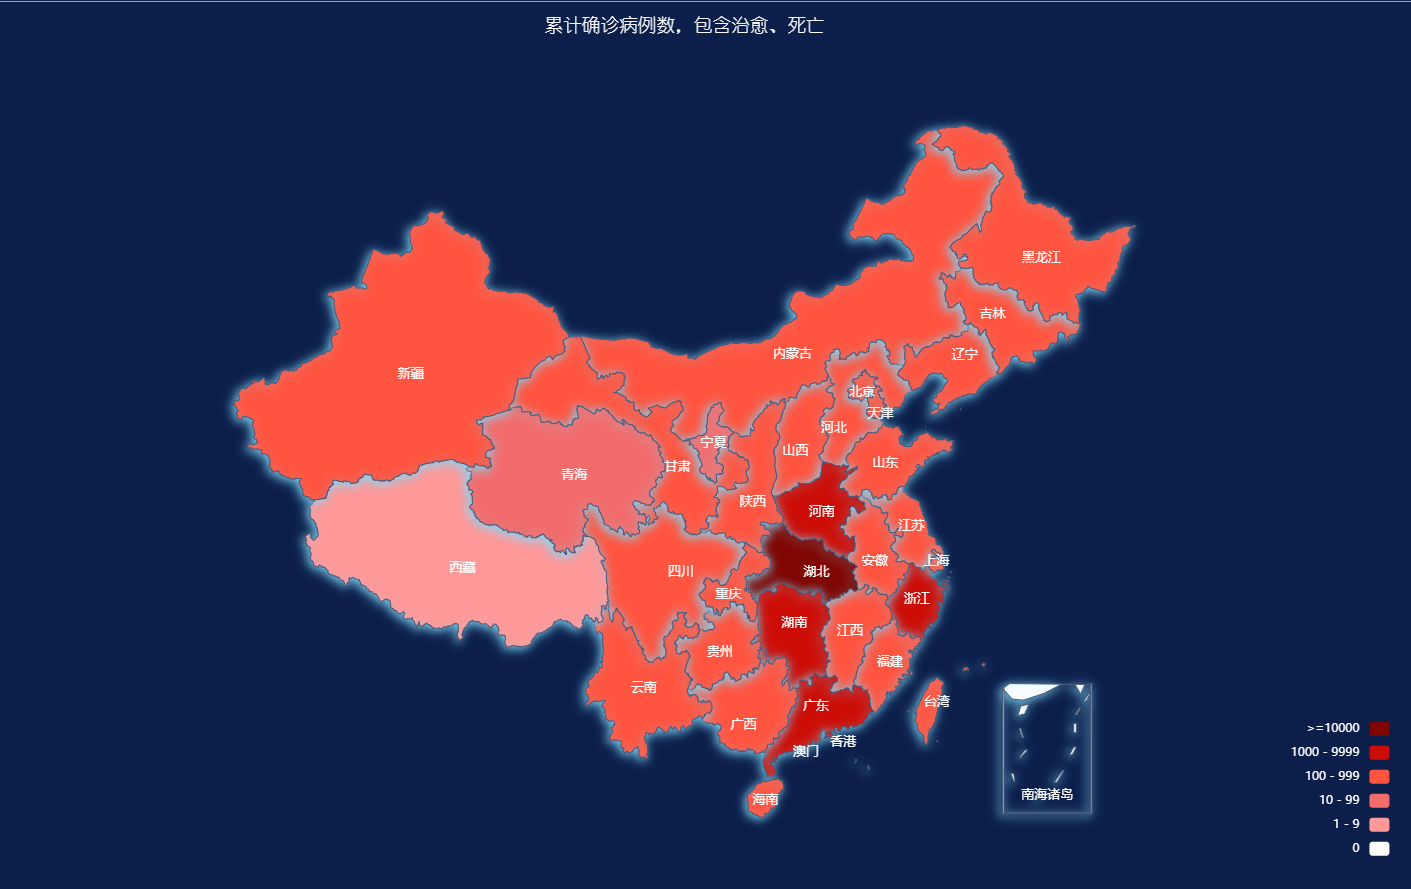 累计确诊病例数，包含治愈、死亡
黑龙江
吉林
辽宁
内蒙古
新疆
北京
天津
河北
宁夏
山西
山东
甘肃
青海
陕西
河南
江苏
安徽
上海
西藏
四川
湖北
重庆
浙江
湖南
江西
贵州
福建
云南
台湾
广东
广西
香港
澳门
海南
南海诸岛
>=10000
1000 - 9999
100 - 999
10 - 99
1 - 9
0